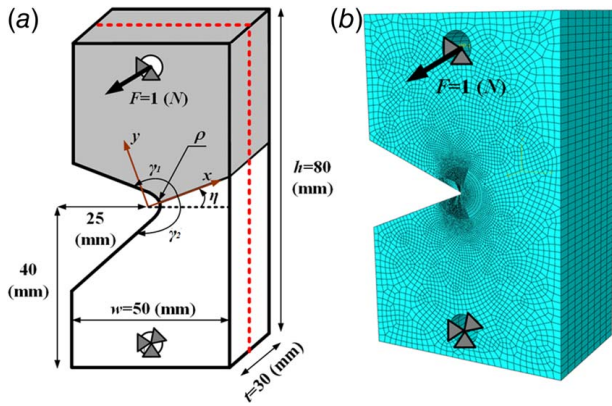 (a)
F=1 (N)
y
γ1
ρ
x
η
h=80
(mm)
25
(mm)
γ2
40
(mm)
w=50 (mm)
t=30 (mm)
(b)
F=1 (N)